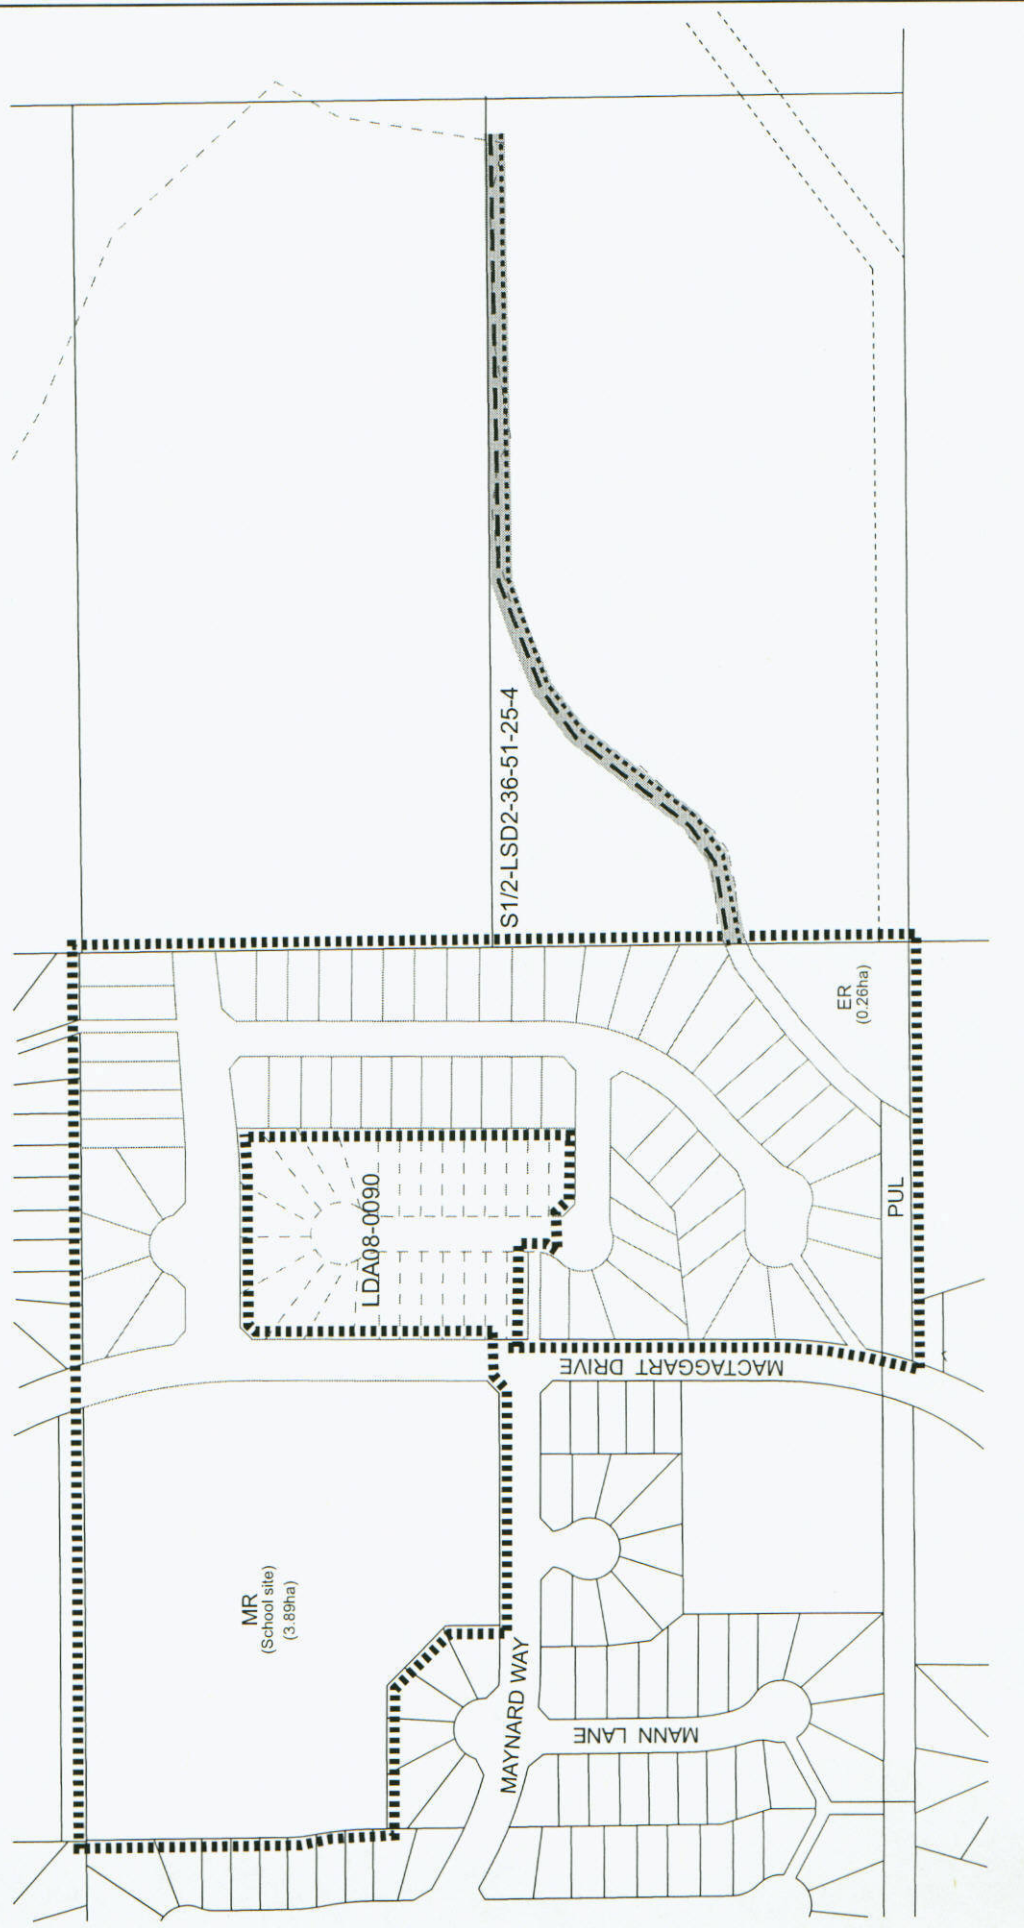 S1/2-LSD2-36-51-25-4
ER
(0.26ha)
LDA08-0090
PUL
MACTAGGART DRIVE
MR
(School site)
(3.89ha)
MAYNARD WAY
MANN LANE